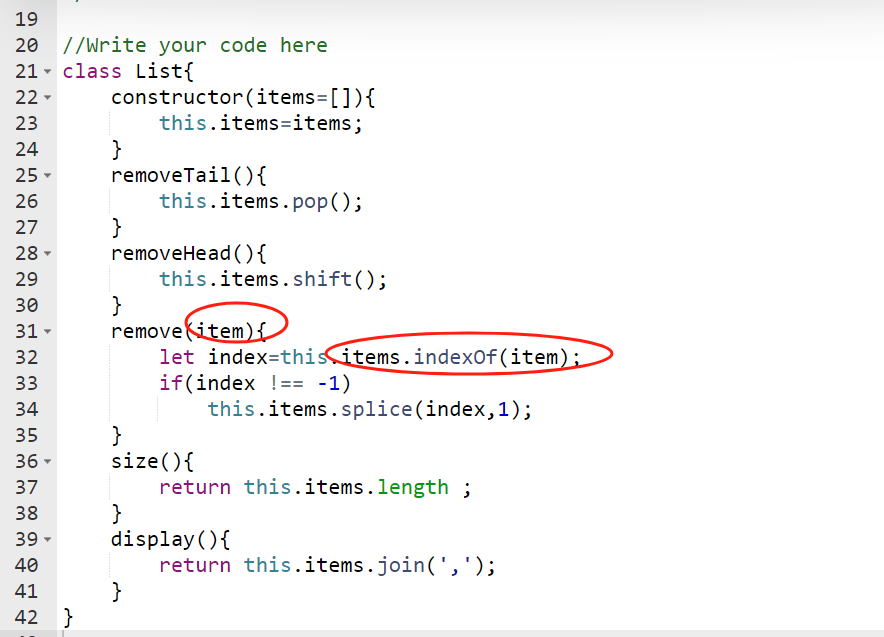 19
20 //Write your code here
21 class List{
22 constructor(items=[]){
23 this.items=items;
24 }
25 removeTail(){
26 this.items.pop();
27 }
28 removeHead(){
29 this.items.shift();
30 }
31 remove(item){
32 let index=this.items.indexOf(item);
33 if(index !== -1)
34 this.items.splice(index,1);
35 }
36 size(){
37 return this.items.length ;
38 }
39 display(){
40 return this.items.join(',');
41 }
42 }